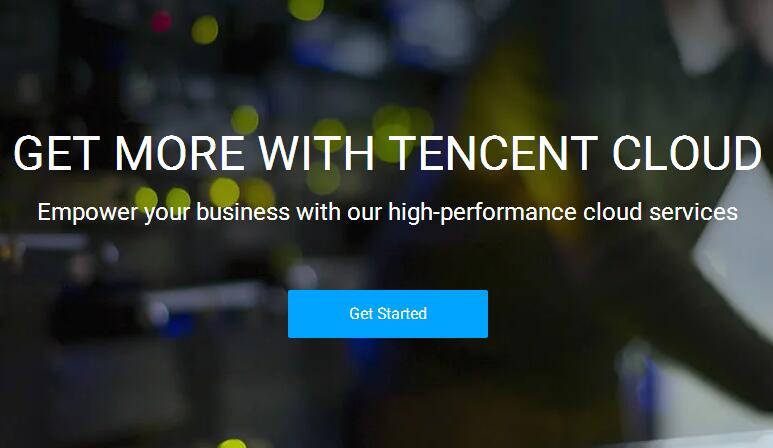 GET MORE WITH TENCENT CLOUD
Empower your business with our high-performance cloud services
Get Started